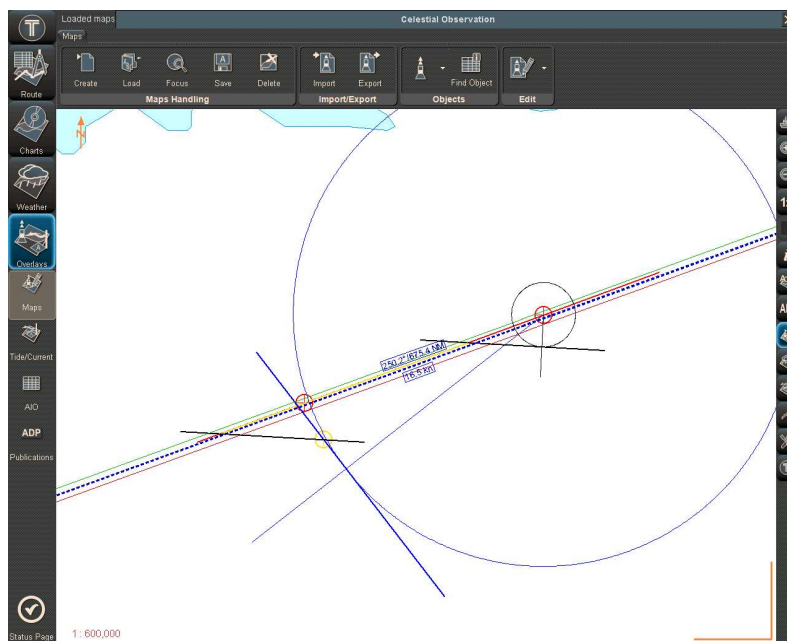 Loaded maps
Celestial Observation
Maps
Route
Create
Load
Focus
Save
Delete
Import
Export
Find Object
Maps Handling
Import/Export
Objects
Edit
Charts
N
Weather
Overlays
Maps
Tide/Current
AIO
ADP
Publications
250.2° (675.4 NM)
16.5 kn
Status Page
1 : 600,000